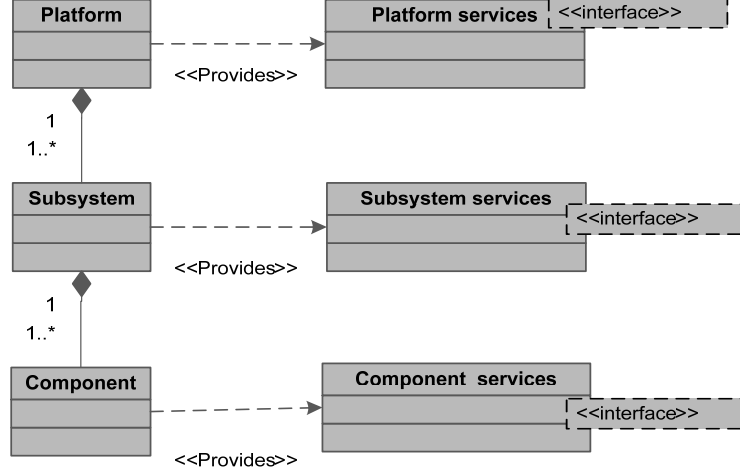 Platform
Platform services
<<interface>>
<<Provides>>
1
1..*
Subsystem
Subsystem services
<<interface>>
<<Provides>>
1
1..*
Component
Component services
<<interface>>
<<Provides>>